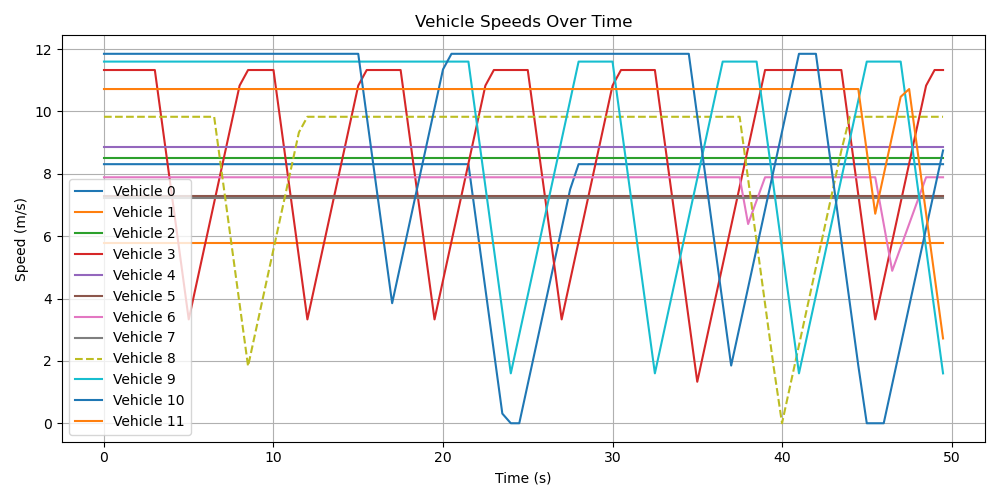 Vehicle Speeds Over Time
Speed (m/s)
12
10
8
6
4
2
0
Vehicle 0
Vehicle 1
Vehicle 2
Vehicle 3
Vehicle 4
Vehicle 5
Vehicle 6
Vehicle 7
Vehicle 8
Vehicle 9
Vehicle 10
Vehicle 11
0 10 20 30 40 50
Time (s)